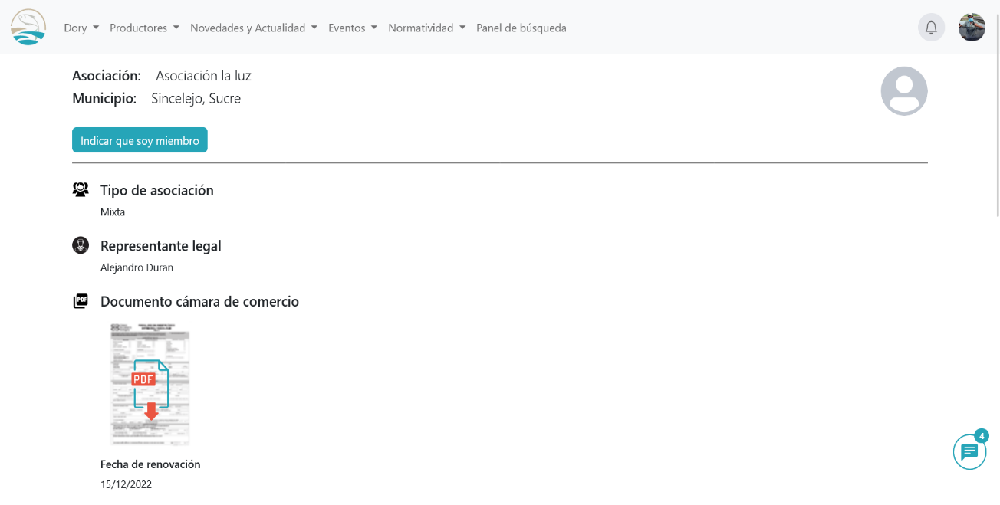 Dory Productores Novedades y Actualidad Eventos Normatividad Panel de búsqueda
Asociación: Asociación la luz
Municipio: Sincelejo, Sucre
Indicar que soy miembro
Tipo de asociación
Mixta
Representante legal
Alejandro Duran
PDF Documento cámara de comercio
PDF
Fecha de renovación
15/12/2022
4